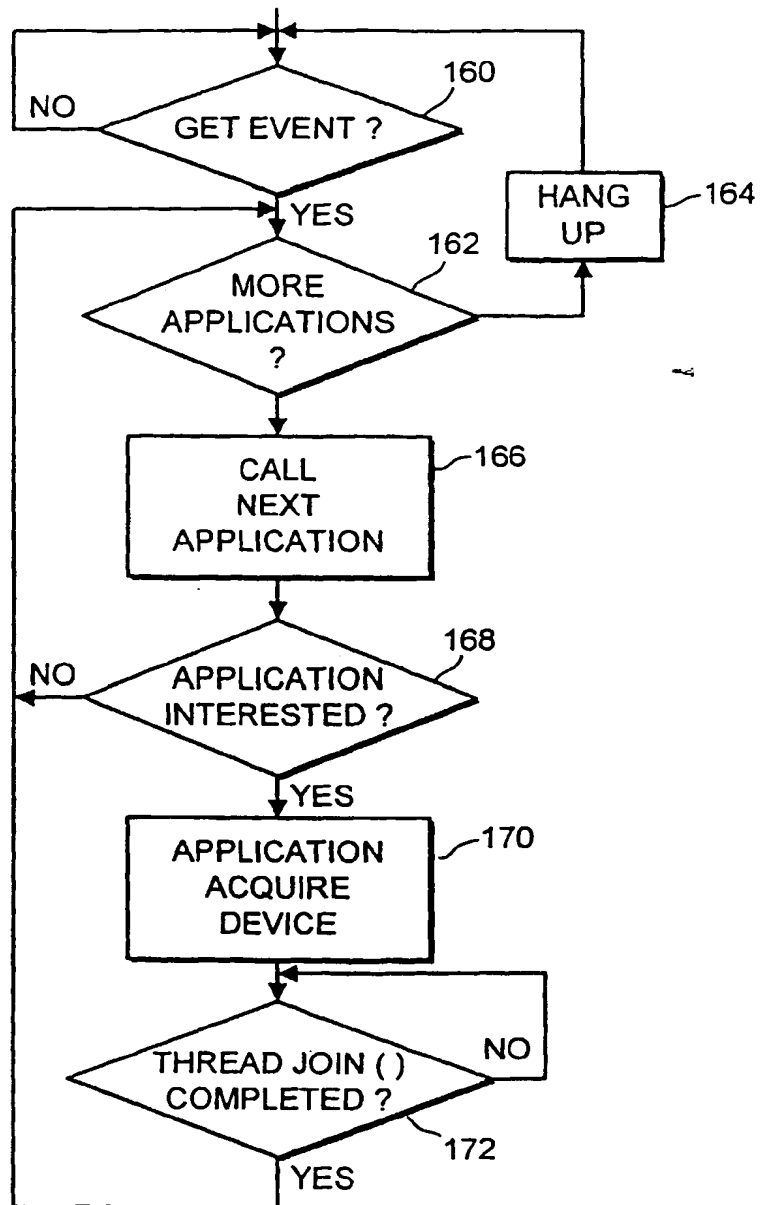 160
NO
GET EVENT ?
YES
HANG
UP
164
162
MORE
APPLICATIONS
?
CALL
NEXT
APPLICATION
166
168
NO
APPLICATION
INTERESTED ?
YES
APPLICATION
ACQUIRE
DEVICE
170
THREAD JOIN ( )
COMPLETED ?
NO
172
YES